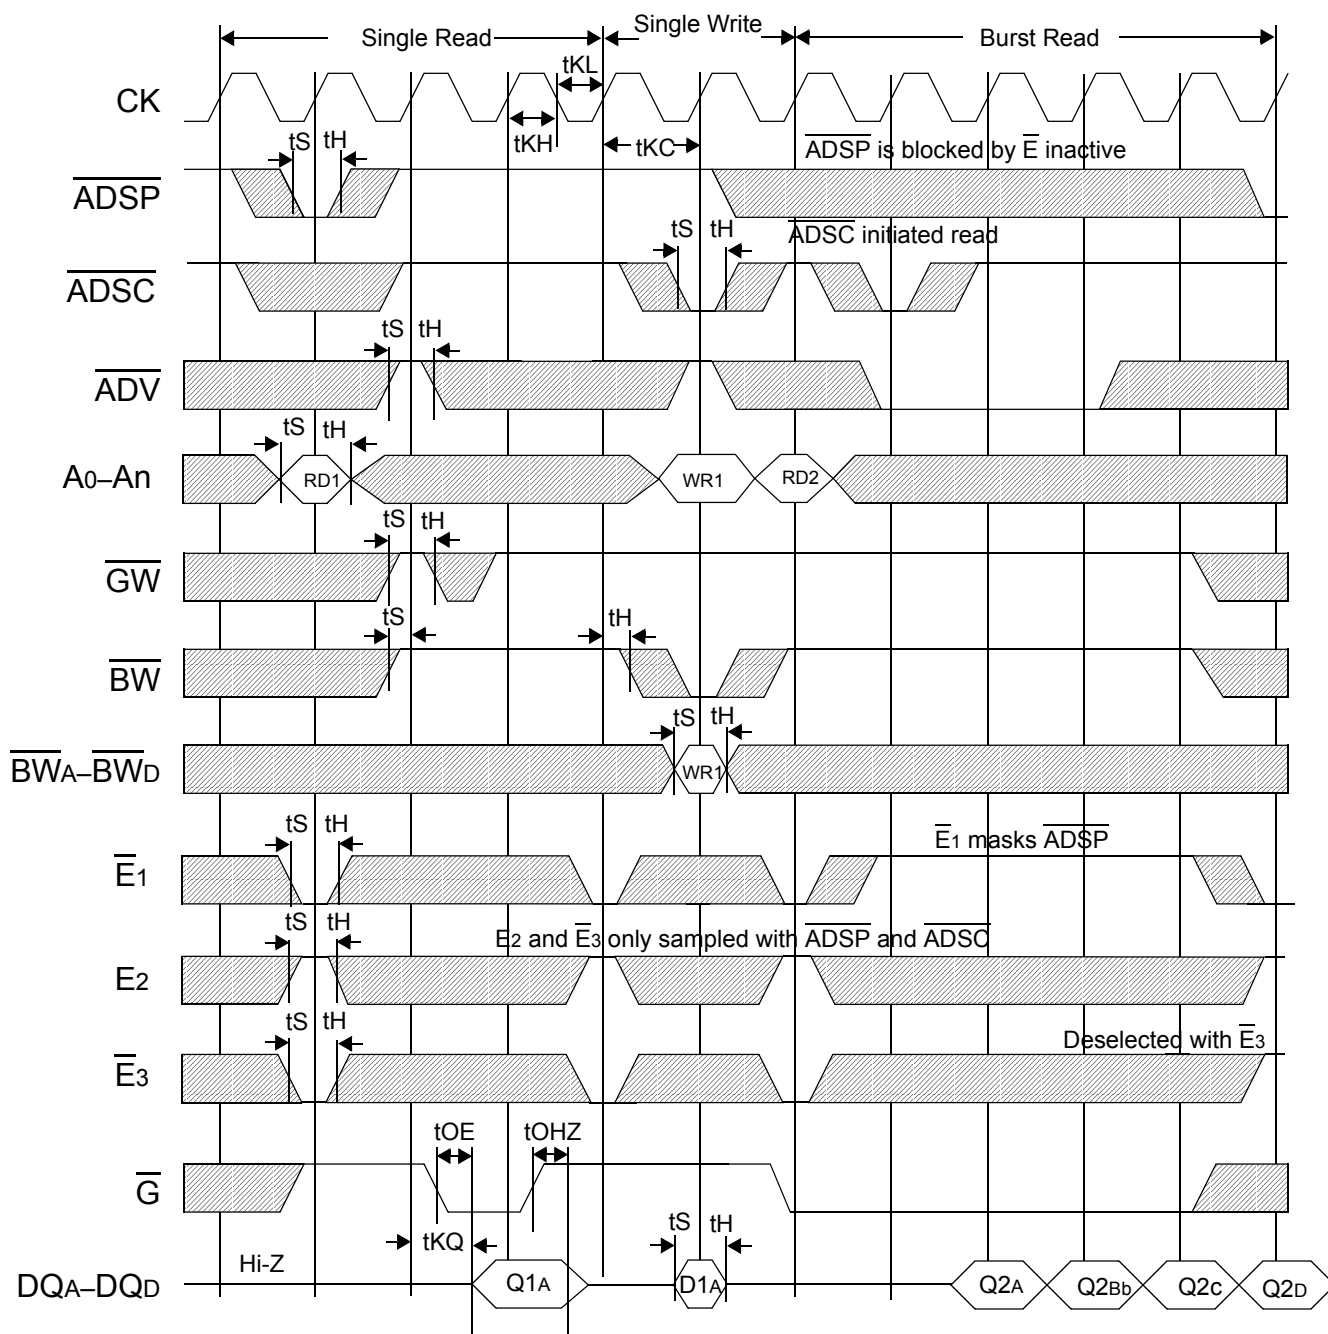 Single Read
Single Write
Burst Read
tKL
CK
tS tH
tKH
tKC
ADSP is blocked by E inactive
ADSP
tS tH
ADSC initiated read
ADSC
tS tH
ADV
tS tH
A0–An
RD1
WR1
RD2
tS tH
GW
tS
tH
BW
tS tH
BWA–BWD
WR1
tS tH
E1 masks ADSP
E1
tS tH
E2 and E3 only sampled with ADSP and ADSC
E2
tS tH
Deselected with E3
E3
tOE
tOHZ
G
tS tH
tKQ
Hi-Z
DQA–DQD
Q1A
D1A
Q2A
Q2Bb
Q2c
Q2D